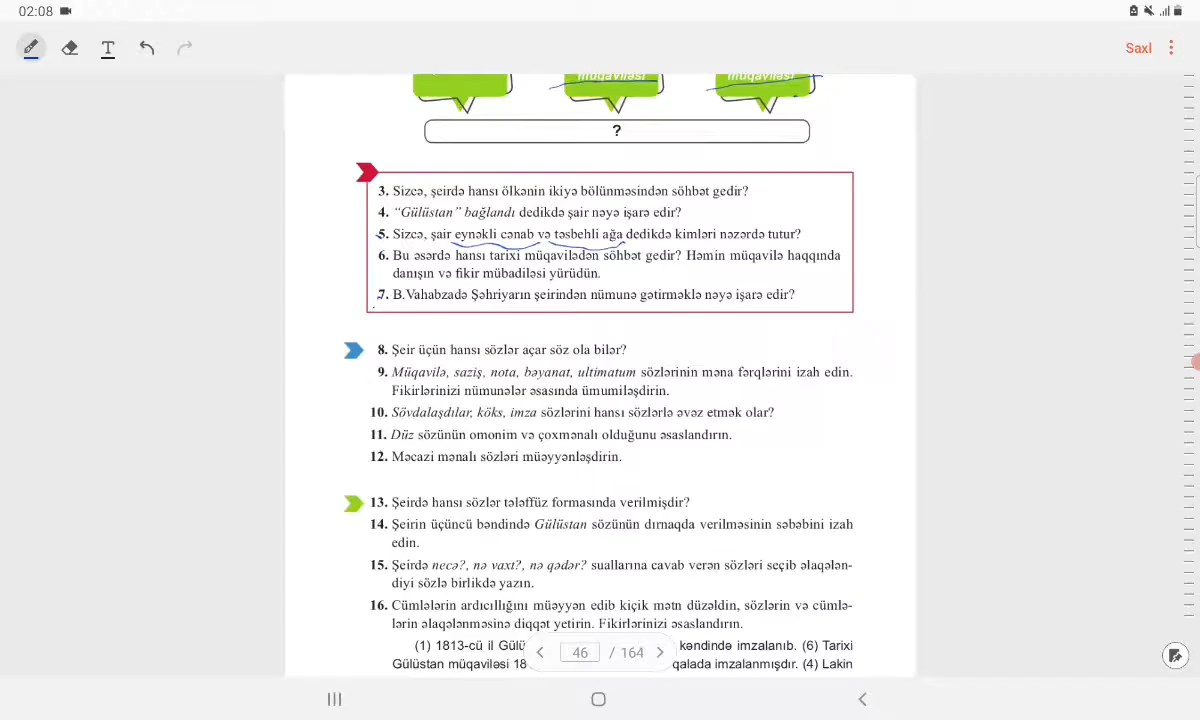 02:08
T
Saxl
müqaviləsi müqaviləsi
?
3. Sizcə, şeirdə hansı ölkənin ikiyə bölünməsindən söhbət gedir?
4. “Gülüstan” bağlandı dedikdə şair nəyə işarə edir?
5. Sizcə, şair eynəkli cənab və təsbehli ağa dedikdə kimləri nəzərdə tutur?
6. Bu əsərdə hansı tarixi müqavilədən söhbət gedir? Həmin müqavilə haqqında
danışın və fikir mübadiləsi yürüdün.
7. B.Vahabzadə Şəhriyarın şeirindən nümunə gətirməklə nəyə işarə edir?
8. Şeir üçün hansı sözlər açar söz ola bilər?
9. Müqavilə, saziş, nota, bəyanat, ultimatum sözlərinin məna fərqlərini izah edin.
Fikirlərinizi nümunələr əsasında ümumiləşdirin.
10. Sövdalaşdılar, köks, imza sözlərini hansı sözlərlə əvəz etmək olar?
11. Düz sözünün omonim və çoxmənalı olduğunu əsaslandırın.
12. Məcazi mənalı sözləri müəyyənləşdirin.
13. Şeirdə hansı sözlər tələffüz formasında verilmişdir?
14. Şeirin üçüncü bəndində Gülüstan sözünün dırnaqda verilməsinin səbəbini izah
edin.
15. Şeirdə necə?, nə vaxt?, nə qədər? suallarına cavab verən sözləri seçib əlaqələn-
diyi sözlə birlikdə yazın.
16. Cümlələrin ardıcıllığını müəyyən edib kiçik mətn düzəldin, sözlərin və cümlə-
lərin əlaqələnməsinə diqqət yetirin. Fikirlərinizi əsaslandırın.
(1) 1813-cü il Gülü kəndində imzalanıb. (6) Tarixi
Gülüstan müqaviləsi 18 qalada imzalanmışdır. (4) Lakin
46 / 164